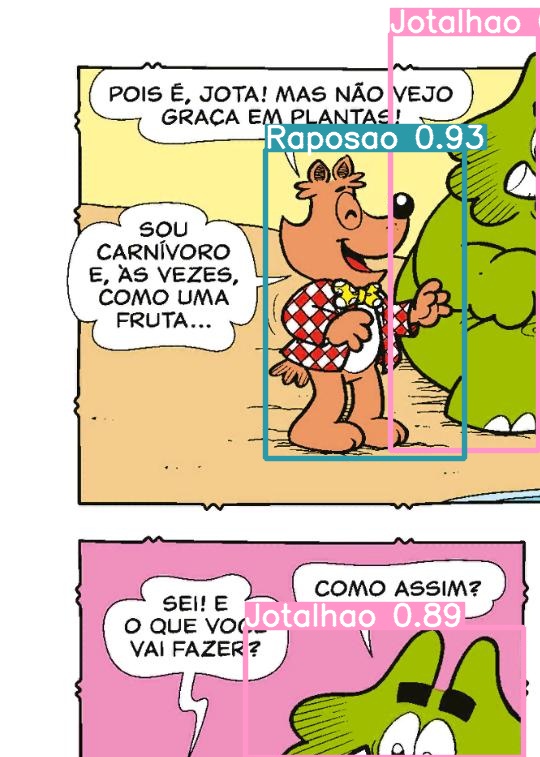 Jotalhao
POIS É, JOTA! MAS NÃO VEJO
GRAÇA EM PLANTAS!
Raposao 0.93
SOU
CARNÍVORO
E, ÀS VEZES,
COMO UMA
FRUTA...
COMO ASSIM?
Jotalhao 0.89
SEI! E
O QUE VOCÊ
VAI FAZER?